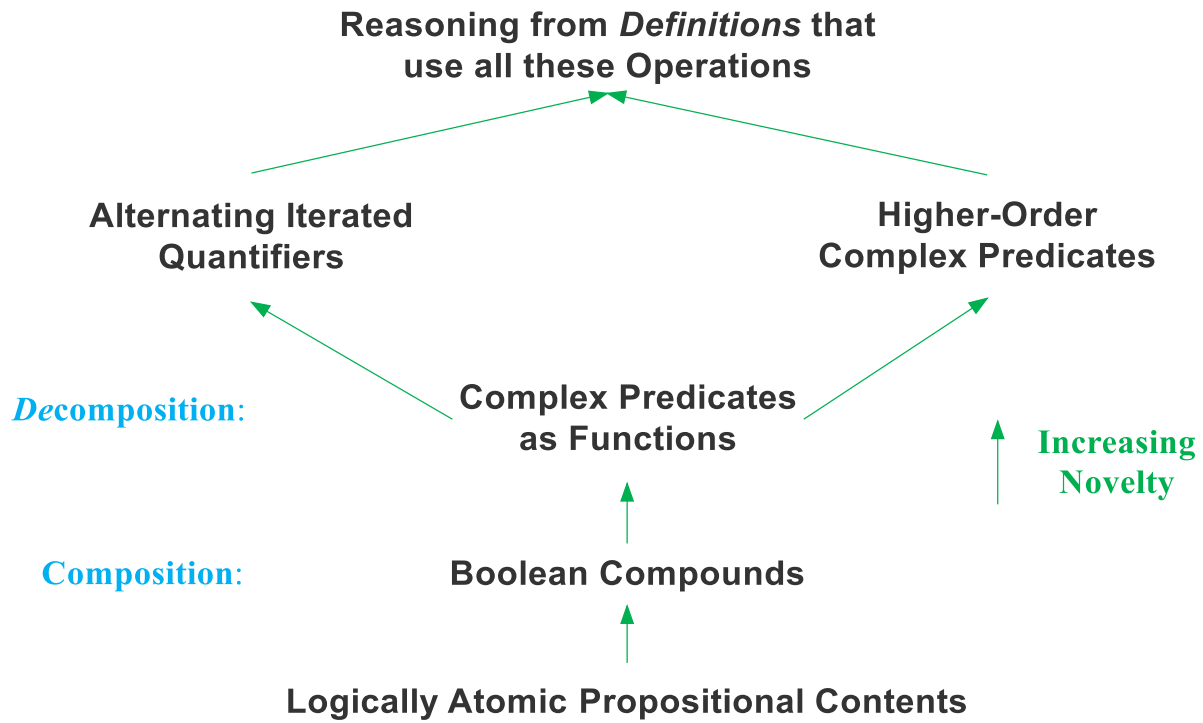 Reasoning from Definitions that
use all these Operations
Alternating Iterated
Quantifiers
Higher-Order
Complex Predicates
Decomposition:
Complex Predicates
as Functions
Increasing
Novelty
Composition:
Boolean Compounds
Logically Atomic Propositional Contents